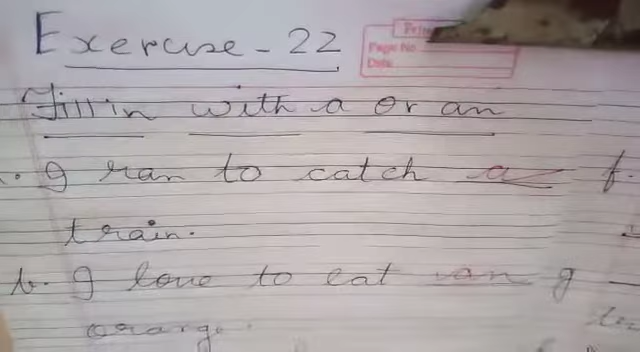 Exercise - 22
Page No
Date
Fill in with a or an
a. I ran to catch a f.
train.
b. I love to eat an g
orange.